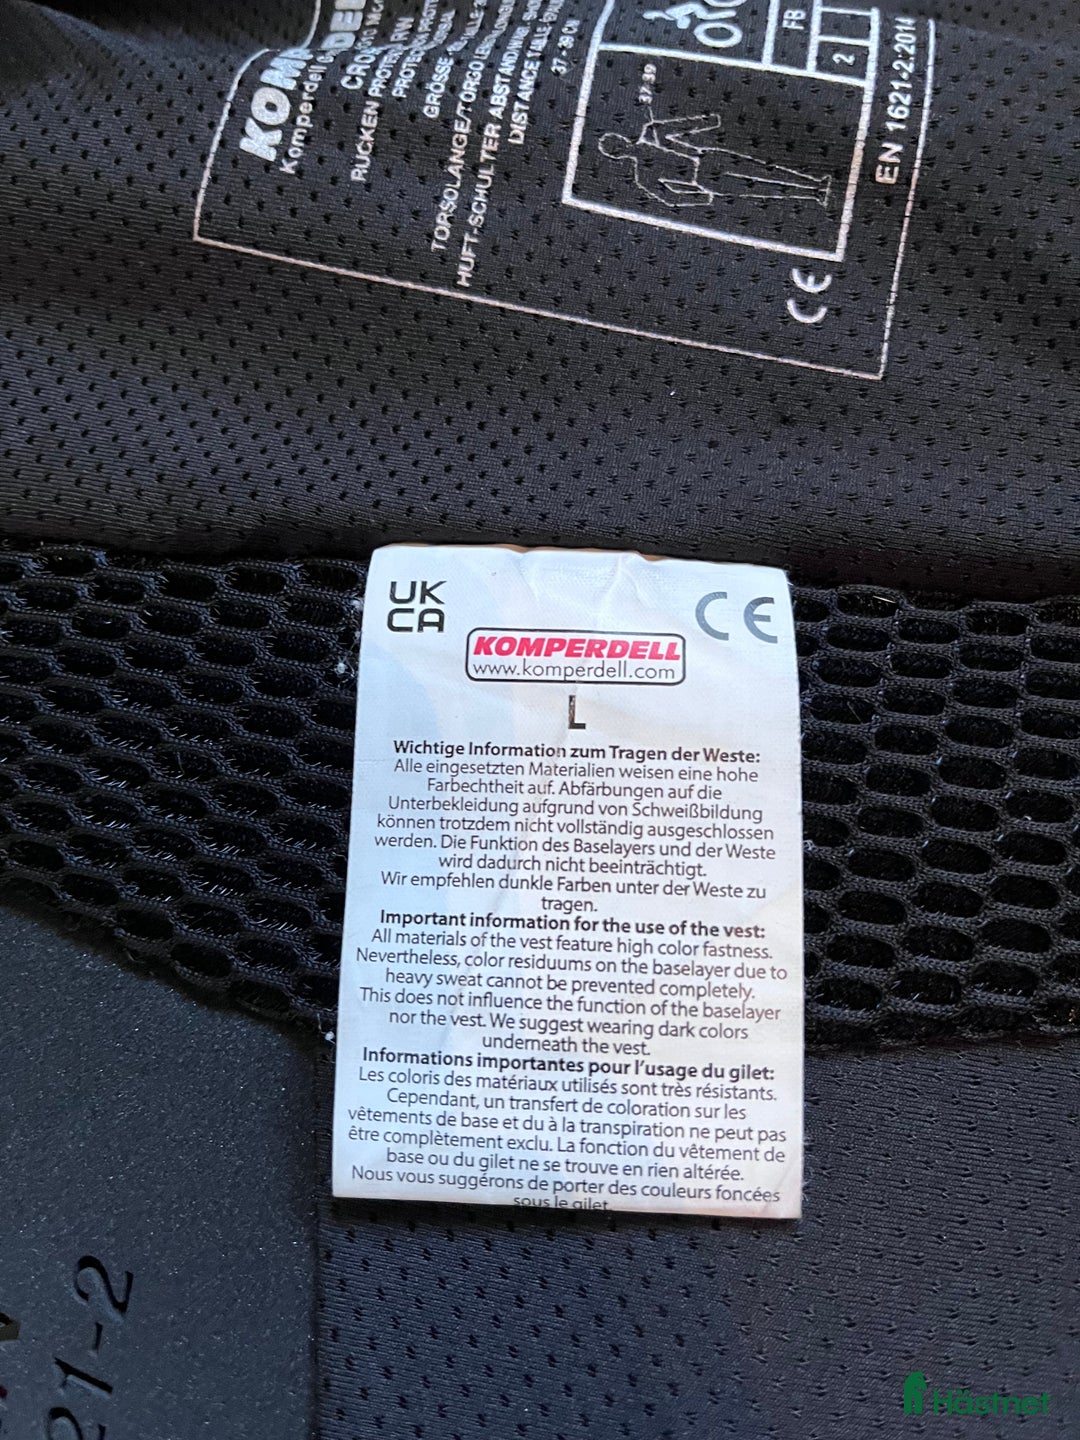 KOMP
Komperdell
RÜCKEN PROTEK
GRÖSSE
TORSOLÄNGE/TORSO
HÜFT-SCHULTER ABSTAND
DISTANCE
37 - 39 CM
37-39
FB
2
EN 1621-2:2014
CE
UK
CA
CE
KOMPERDELL
www.komperdell.com
L
Wichtige Information zum Tragen der Weste:
Alle eingesetzten Materialien weisen eine hohe
Farbechtheit auf. Abfärbungen auf die
Unterbekleidung aufgrund von Schweißbildung
können trotzdem nicht vollständig ausgeschlossen
werden. Die Funktion des Baselayers und der Weste
wird dadurch nicht beeinträchtigt.
Wir empfehlen dunkle Farben unter der Weste zu
tragen.
Important information for the use of the vest:
All materials of the vest feature high color fastness.
Nevertheless, color residuums on the baselayer due to
heavy sweat cannot be prevented completely.
This does not influence the function of the baselayer
nor the vest. We suggest wearing dark colors
underneath the vest.
Informations importantes pour l'usage du gilet:
Les coloris des matériaux utilisés sont très résistants.
Cependant, un transfert de coloration sur les
vêtements de base et du à la transpiration ne peut pas
être complètement exclu. La fonction du vêtement de
base ou du gilet ne se trouve en rien altérée.
Nous vous suggérons de porter des couleurs foncées
sous le gilet
21-2
Hästnet